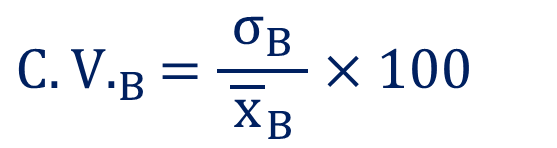 C. V.B = σB / x̅B × 100